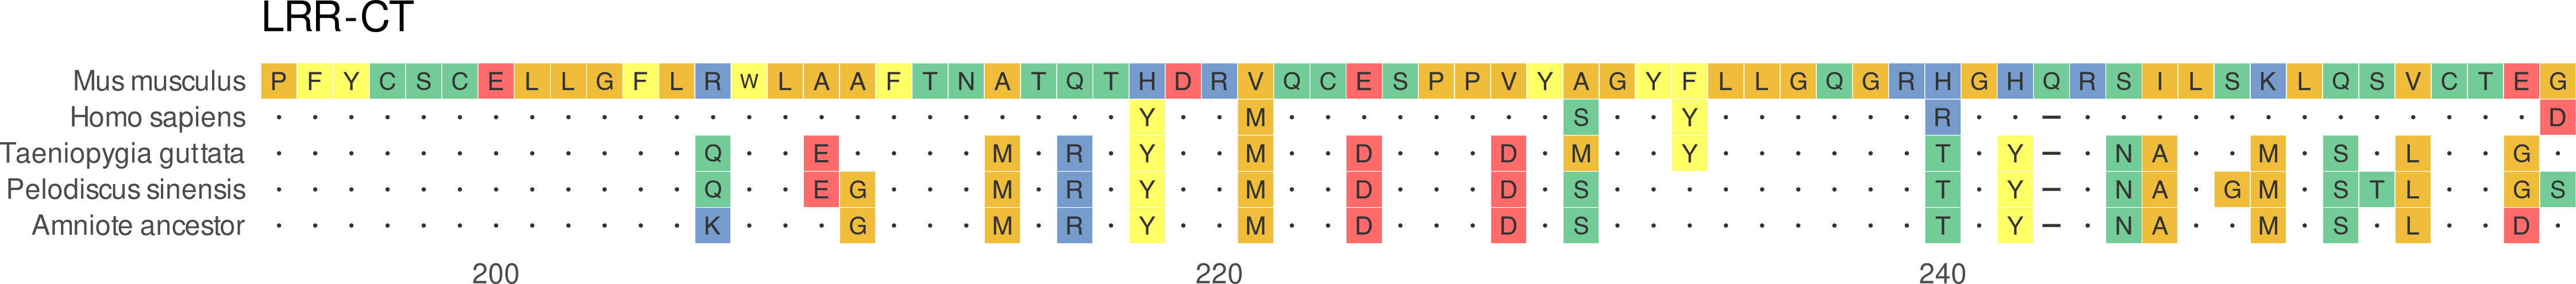 LRR-CT
Mus musculus P F Y C S C E L L G F L R W L A A F T N A T Q T H D R V Q C E S P P V Y A G Y F L L G Q G R H G H Q R S I L S K L Q S V C T E G
Homo sapiens · · · · · · · · · · · · · · · · · · · · · · · · Y · · M · · · · · · · · S · · Y · · · · · · R · · – · · · · · · · · · · · · · D
Taeniopygia guttata · · · · · · · · · · · · Q · · E · · · · M · R · Y · · M · · D · · · D · M · · Y · · · · · · T · Y – · N A · · M · S · L · · G ·
Pelodiscus sinensis · · · · · · · · · · · · Q · · E G · · · M · R · Y · · M · · D · · · D · S · · · · · · · · · T · Y – · N A · G M · S T L · · G S
Amniote ancestor · · · · · · · · · · · · K · · · G · · · M · R · Y · · M · · D · · · D · S · · · · · · · · · T · Y – · N A · · M · S · L · · D ·
200 220 240